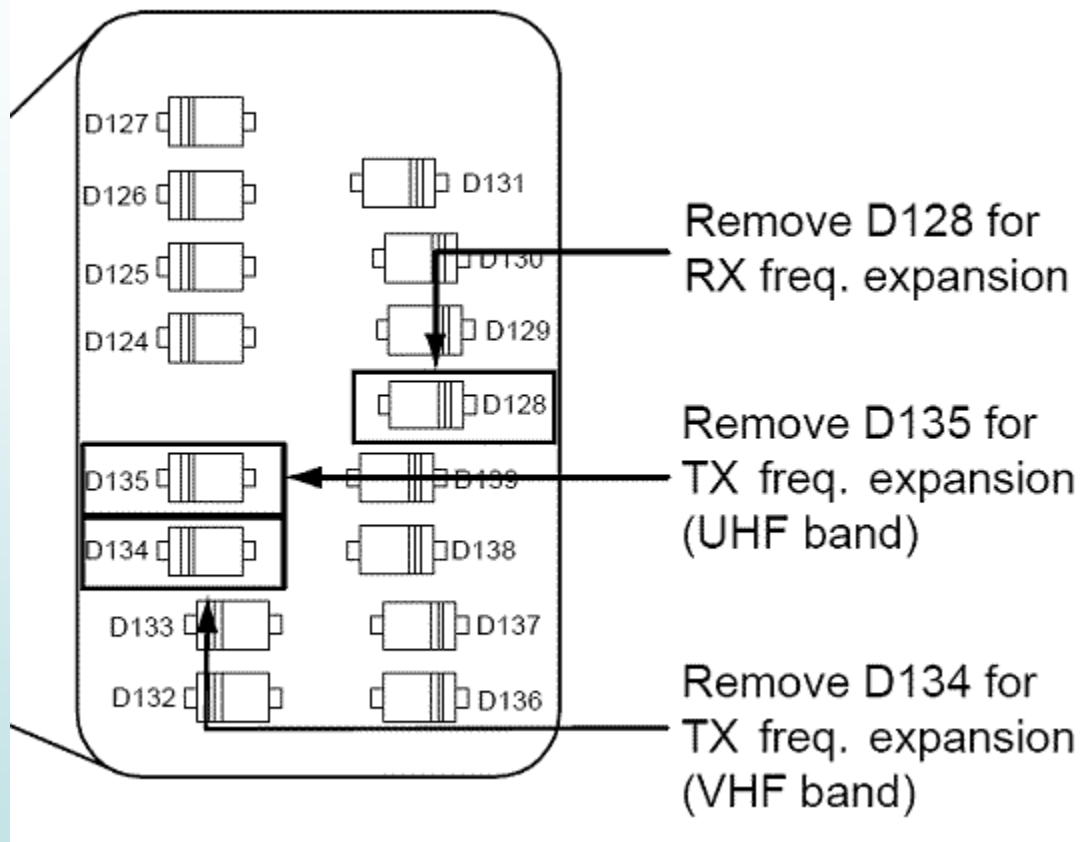 D127
D126
D125
D124
D135
D134
D133
D132
D131
D130
D129
D128
D139
D138
D137
D136
Remove D128 for
RX freq. expansion
Remove D135 for
TX freq. expansion
(UHF band)
Remove D134 for
TX freq. expansion
(VHF band)